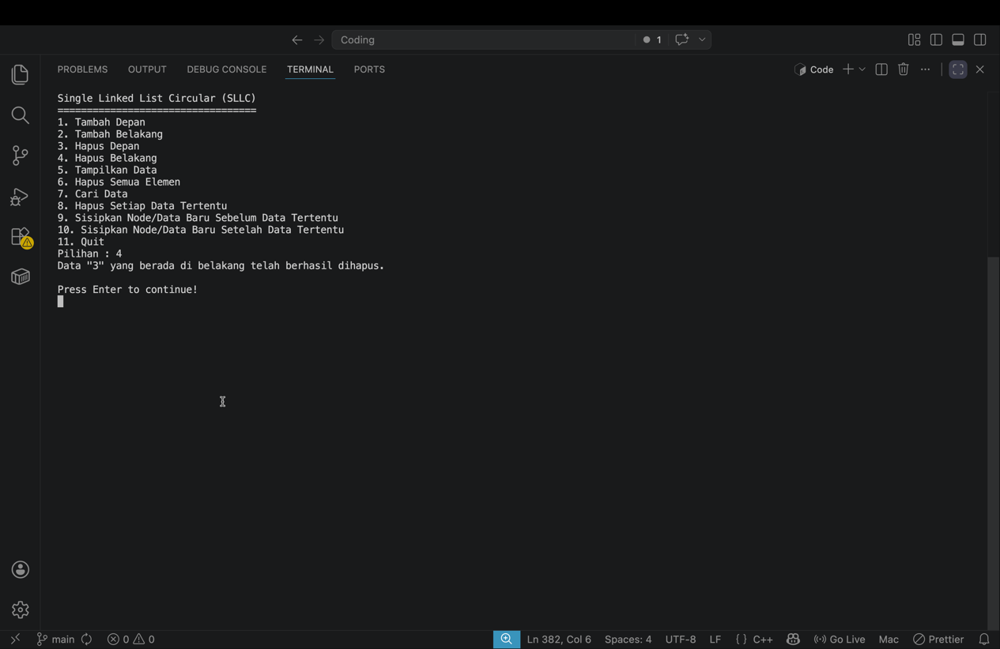 Coding
1
PROBLEMS OUTPUT DEBUG CONSOLE TERMINAL PORTS
Code
Single Linked List Circular (SLLC)
==================================
1. Tambah Depan
2. Tambah Belakang
3. Hapus Depan
4. Hapus Belakang
5. Tampilkan Data
6. Hapus Semua Elemen
7. Cari Data
8. Hapus Setiap Data Tertentu
9. Sisipkan Node/Data Baru Sebelum Data Tertentu
10. Sisipkan Node/Data Baru Setelah Data Tertentu
11. Quit
Pilihan : 4
Data "3" yang berada di belakang telah berhasil dihapus.
Press Enter to continue!
main 0 0 Ln 382, Col 6 Spaces: 4 UTF-8 LF {} C++ Go Live Mac Prettier